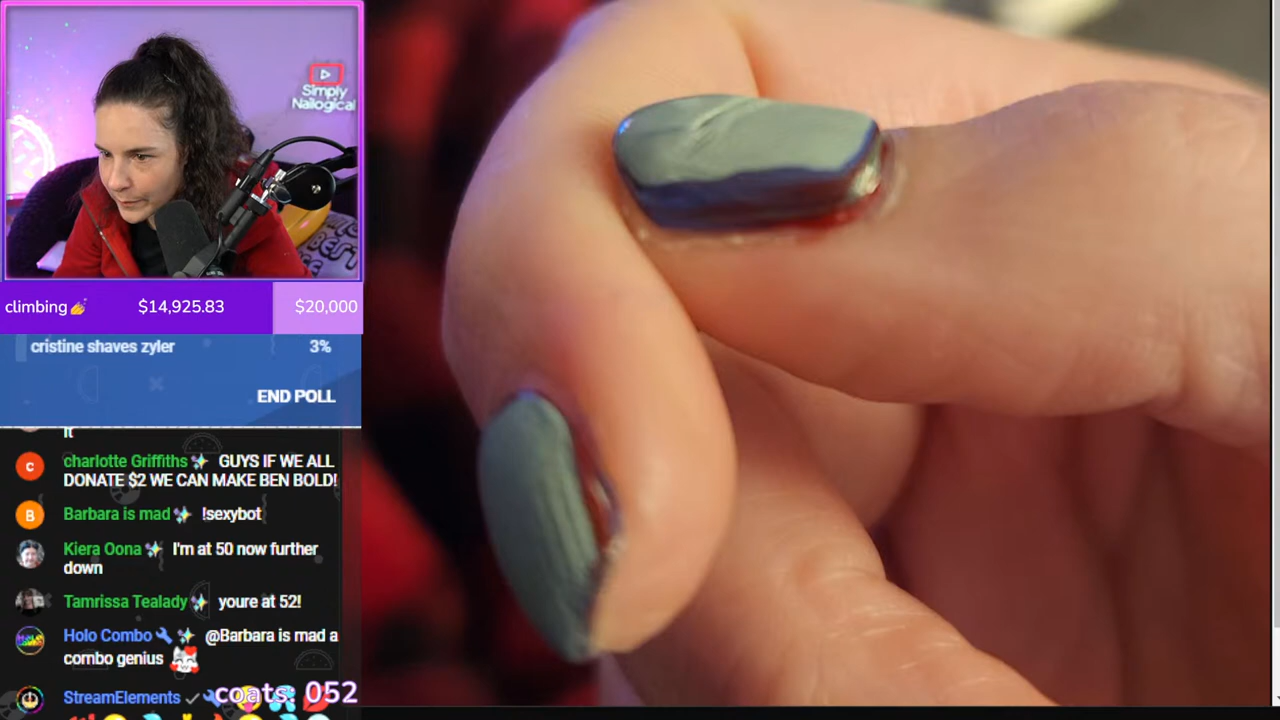 Simply
Nailogical
climbing💅 $14,925.83 $20,000
cristine shaves zyler 3%
END POLL
it
c charlotte Griffiths✨ GUYS IF WE ALL
DONATE $2 WE CAN MAKE BEN BOLD!
B Barbara is mad✨ !sexybot
Kiera Oona✨ I'm at 50 now further
down
Tamrissa Tealady✨ youre at 52!
Holo Combo🔧✨ @Barbara is mad a
combo genius
StreamElements
coats: 052